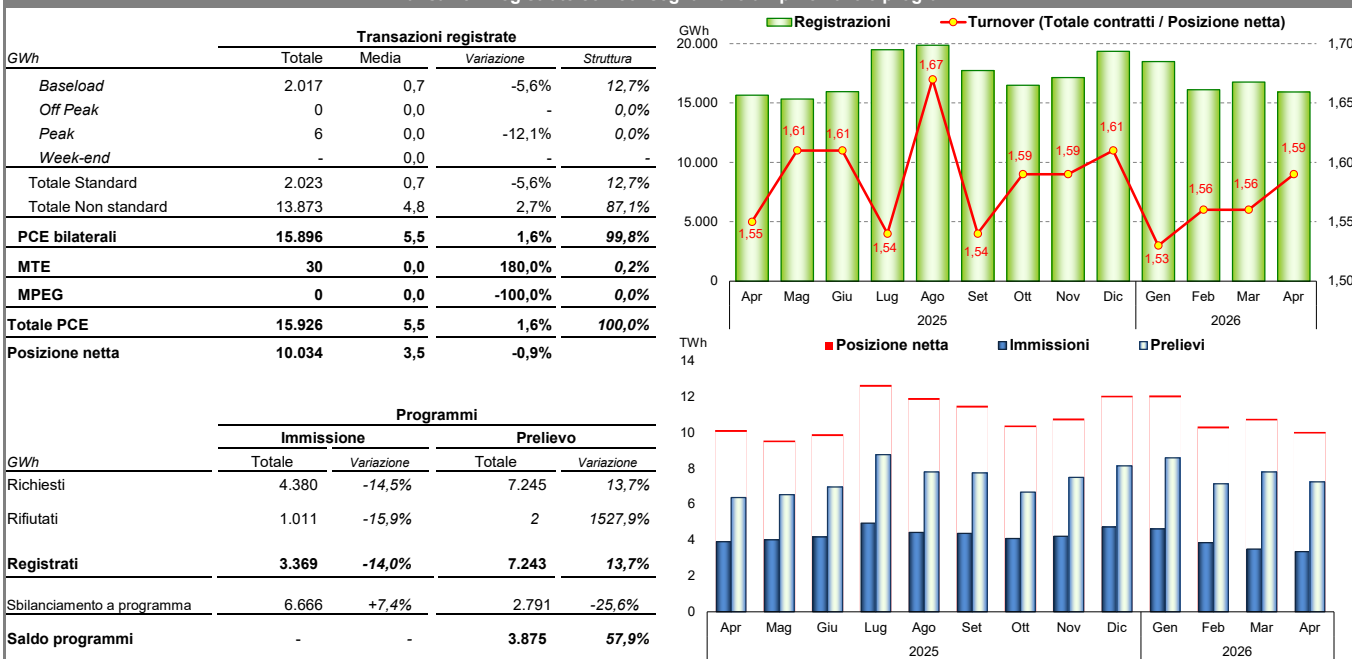 Transazioni registrate
GWh Totale Media Variazione Struttura
Baseload 2.017 0,7 -5,6% 12,7%
Off Peak 0 0,0 - 0,0%
Peak 6 0,0 -12,1% 0,0%
Week-end - 0,0 - -
Totale Standard 2.023 0,7 -5,6% 12,7%
Totale Non standard 13.873 4,8 2,7% 87,1%
PCE bilaterali 15.896 5,5 1,6% 99,8%
MTE 30 0,0 180,0% 0,2%
MPEG 0 0,0 -100,0% 0,0%
Totale PCE 15.926 5,5 1,6% 100,0%
Posizione netta 10.034 3,5 -0,9%
Programmi
Immissione Prelievo
GWh Totale Variazione Totale Variazione
Richiesti 4.380 -14,5% 7.245 13,7%
Rifiutati 1.011 -15,9% 2 1527,9%
Registrati 3.369 -14,0% 7.243 13,7%
Sbilanciamento a programma 6.666 +7,4% 2.791 -25,6%
Saldo programmi - - 3.875 57,9%
Registrazioni Turnover (Totale contratti / Posizione netta)
GWh
20.000
15.000
10.000
5.000
0
1,70
1,65
1,60
1,55
1,50
1,55
1,61
1,61
1,54
1,67
1,54
1,59
1,59
1,61
1,53
1,56
1,56
1,59
Apr Mag Giu Lug Ago Set Ott Nov Dic Gen Feb Mar Apr
2025 2026
TWh
Posizione netta Immissioni Prelievi
14
12
10
8
6
4
2
0
Apr Mag Giu Lug Ago Set Ott Nov Dic Gen Feb Mar Apr
2025 2026